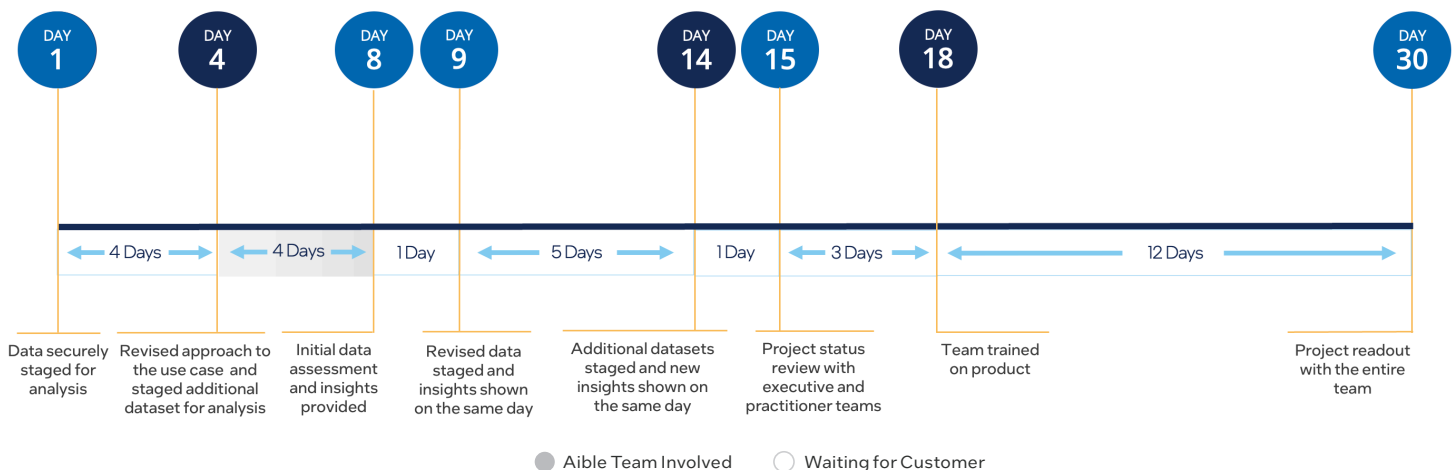 DAY
1
DAY
4
DAY
8
DAY
9
DAY
14
DAY
15
DAY
18
DAY
30
4 Days
4 Days
1 Day
5 Days
1 Day
3 Days
12 Days
Data securely
staged for
analysis
Revised approach to
the use case and
staged additional
dataset for analysis
Initial data
assessment
and insights
provided
Revised data
staged and
insights shown
on the same day
Additional datasets
staged and new
insights shown on
the same day
Project status
review with
executive and
practitioner teams
Team trained
on product
Project readout
with the entire
team
Aible Team Involved
Waiting for Customer